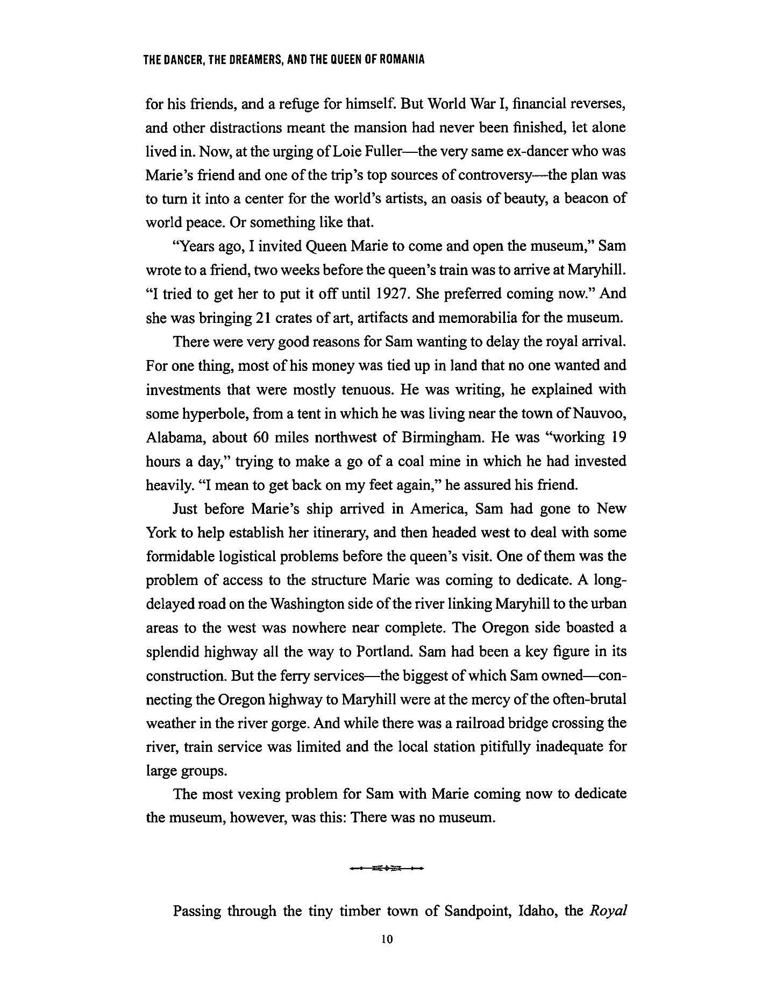 THE DANCER, THE DREAMERS, AND THE QUEEN OF ROMANIA
for his friends, and a refuge for himself. But World War I, financial reverses,
and other distractions meant the mansion had never been finished, let alone
lived in. Now, at the urging of Loie Fuller—the very same ex-dancer who was
Marie’s friend and one of the trip’s top sources of controversy—the plan was
to turn it into a center for the world’s artists, an oasis of beauty, a beacon of
world peace. Or something like that.
“Years ago, I invited Queen Marie to come and open the museum,” Sam
wrote to a friend, two weeks before the queen’s train was to arrive at Maryhill.
“I tried to get her to put it off until 1927. She preferred coming now.” And
she was bringing 21 crates of art, artifacts and memorabilia for the museum.
There were very good reasons for Sam wanting to delay the royal arrival.
For one thing, most of his money was tied up in land that no one wanted and
investments that were mostly tenuous. He was writing, he explained with
some hyperbole, from a tent in which he was living near the town of Nauvoo,
Alabama, about 60 miles northwest of Birmingham. He was “working 19
hours a day,” trying to make a go of a coal mine in which he had invested
heavily. “I mean to get back on my feet again,” he assured his friend.
Just before Marie’s ship arrived in America, Sam had gone to New
York to help establish her itinerary, and then headed west to deal with some
formidable logistical problems before the queen’s visit. One of them was the
problem of access to the structure Marie was coming to dedicate. A long-
delayed road on the Washington side of the river linking Maryhill to the urban
areas to the west was nowhere near complete. The Oregon side boasted a
splendid highway all the way to Portland. Sam had been a key figure in its
construction. But the ferry services—the biggest of which Sam owned—con-
necting the Oregon highway to Maryhill were at the mercy of the often-brutal
weather in the river gorge. And while there was a railroad bridge crossing the
river, train service was limited and the local station pitifully inadequate for
large groups.
The most vexing problem for Sam with Marie coming now to dedicate
the museum, however, was this: There was no museum.
Passing through the tiny timber town of Sandpoint, Idaho, the Royal
10